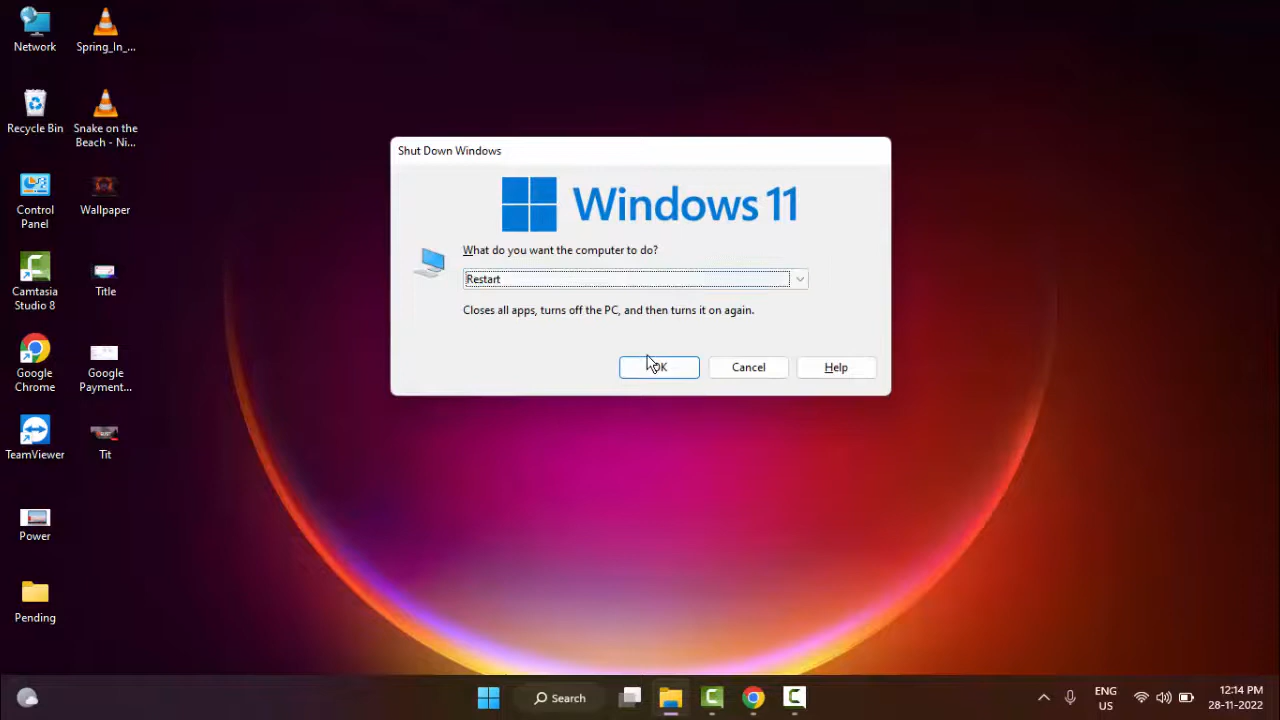 Network
Spring_In_...
Recycle Bin
Snake on the
Beach - Ni...
Control
Panel
Wallpaper
Camtasia
Studio 8
Title
Google
Chrome
Google
Payment...
TeamViewer
Tit
Power
Pending
Shut Down Windows
Windows 11
What do you want the computer to do?
Restart
Closes all apps, turns off the PC, and then turns it on again.
OK
Cancel
Help
Search
ENG
US
12:14 PM
28-11-2022